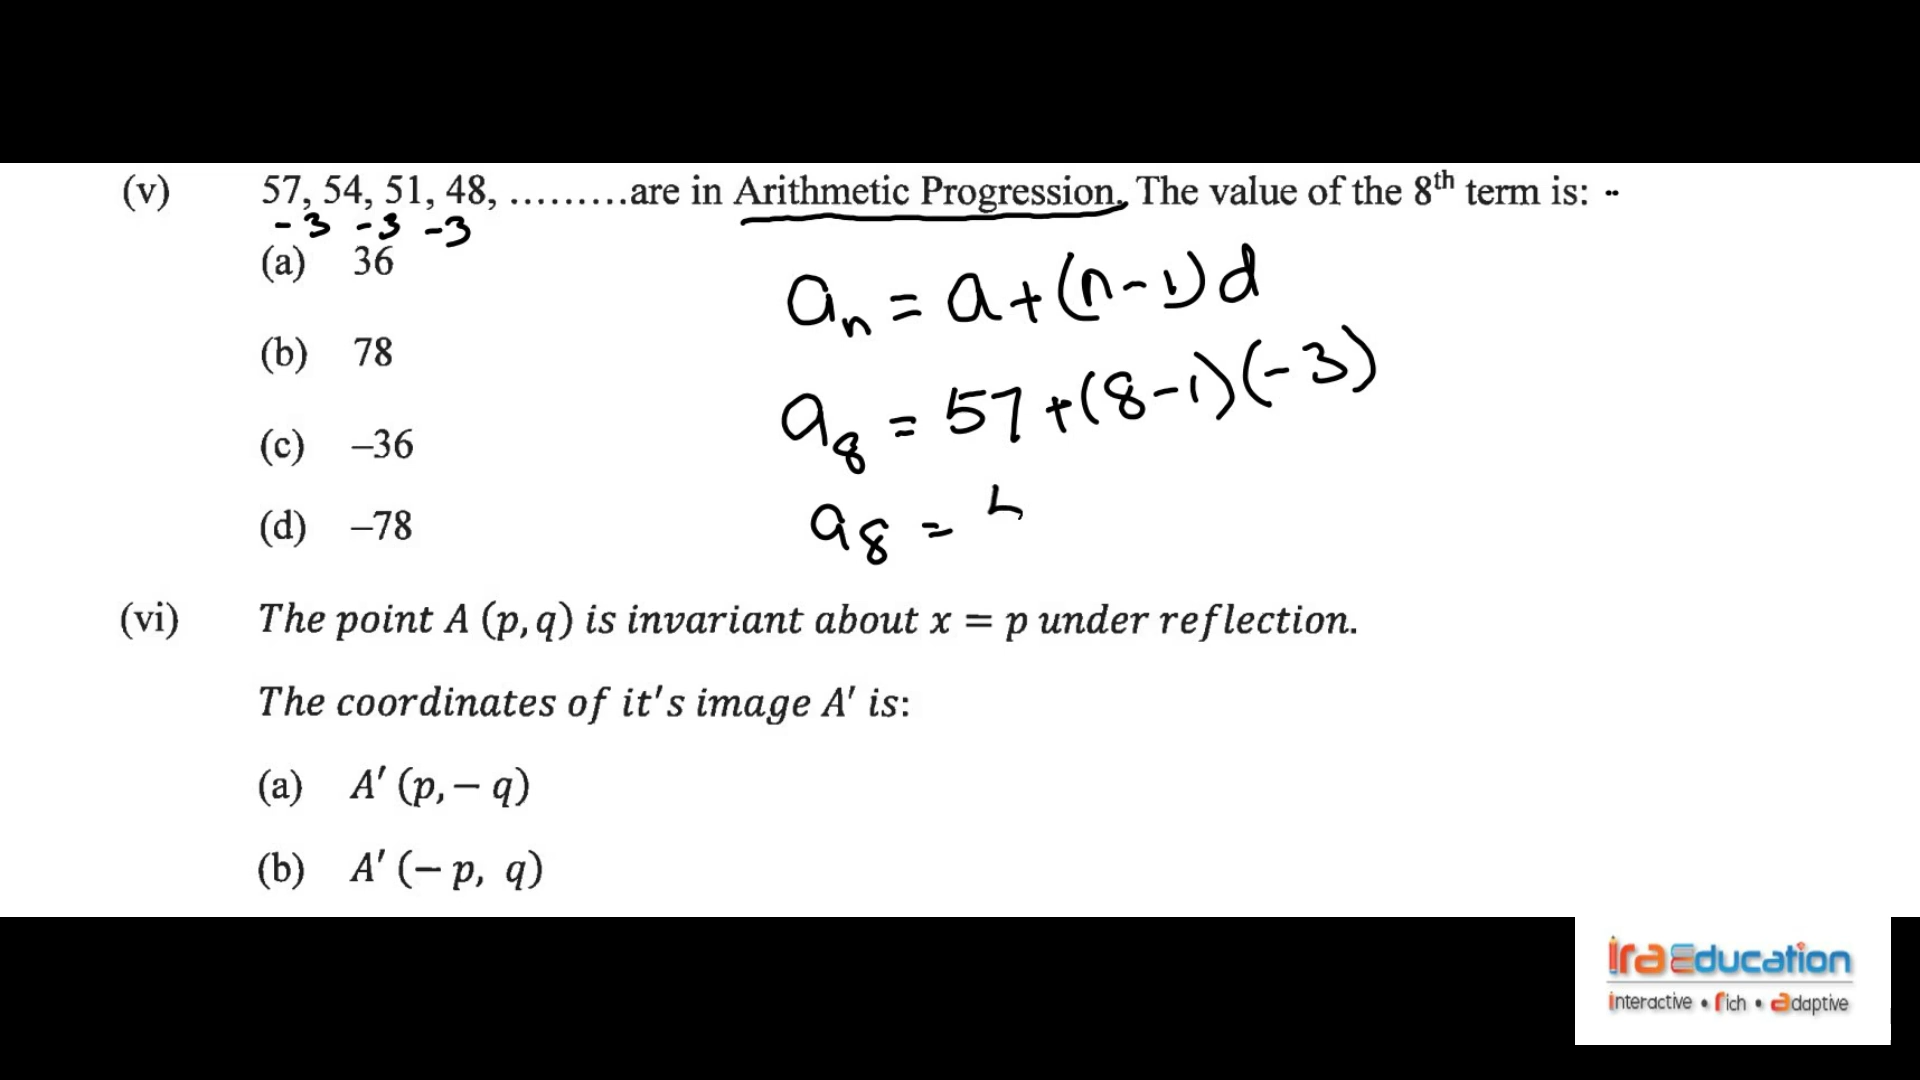 (v) 57, 54, 51, 48, .........are in Arithmetic Progression. The value of the 8th term is: --
-3 -3 -3
(a) 36
aₙ = a+(n-1)d
(b) 78
a₈ = 57+(8-1)(-3)
(c) –36
(d) –78
a₈ =
(vi) The point A (p, q) is invariant about x = p under reflection.
The coordinates of it's image A' is:
(a) A' (p, − q)
(b) A' (− p, q)
ira Education
interactive • rich • adaptive